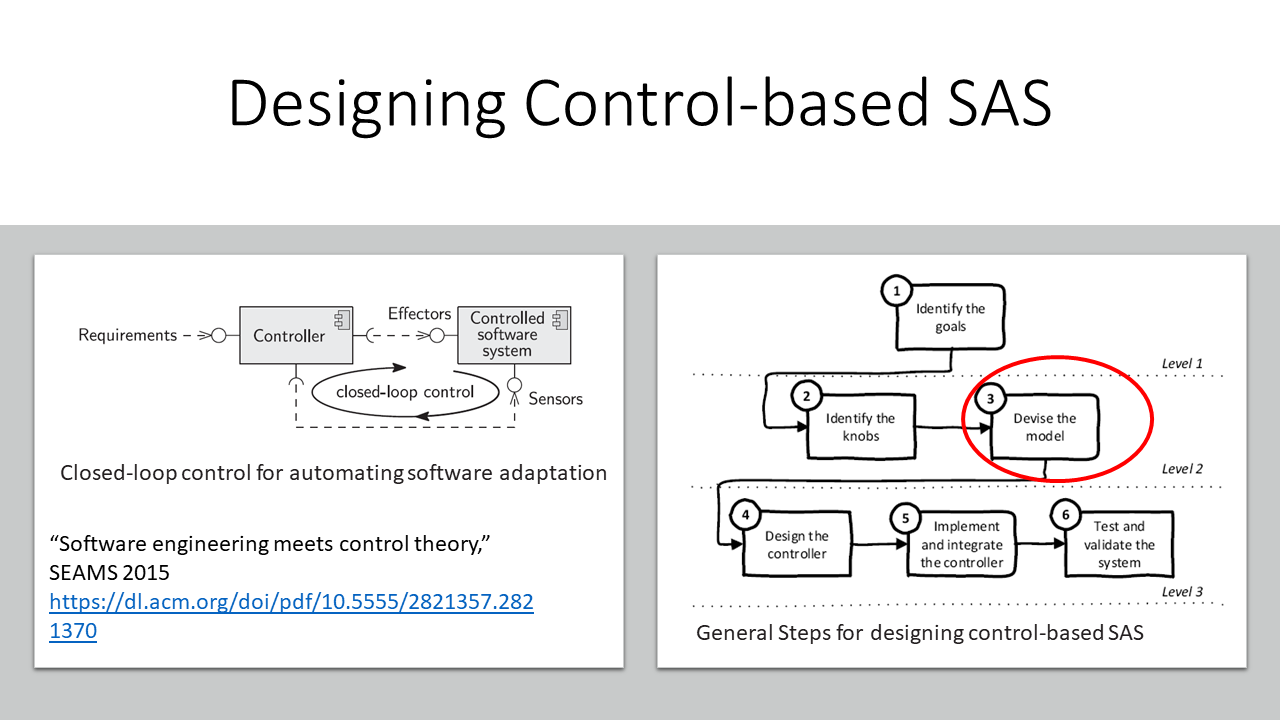 Designing Control-based SAS
Requirements
Controller
Effectors
Controlled
software
system
closed-loop control
Sensors
Closed-loop control for automating software adaptation
“Software engineering meets control theory,”
SEAMS 2015
https://dl.acm.org/doi/pdf/10.5555/2821357.282
1370
1
Identify the
goals
Level 1
2
Identify the
knobs
3
Devise the
model
Level 2
4
Design the
controller
5
Implement
and integrate
the controller
6
Test and
validate the
system
Level 3
General Steps for designing control-based SAS